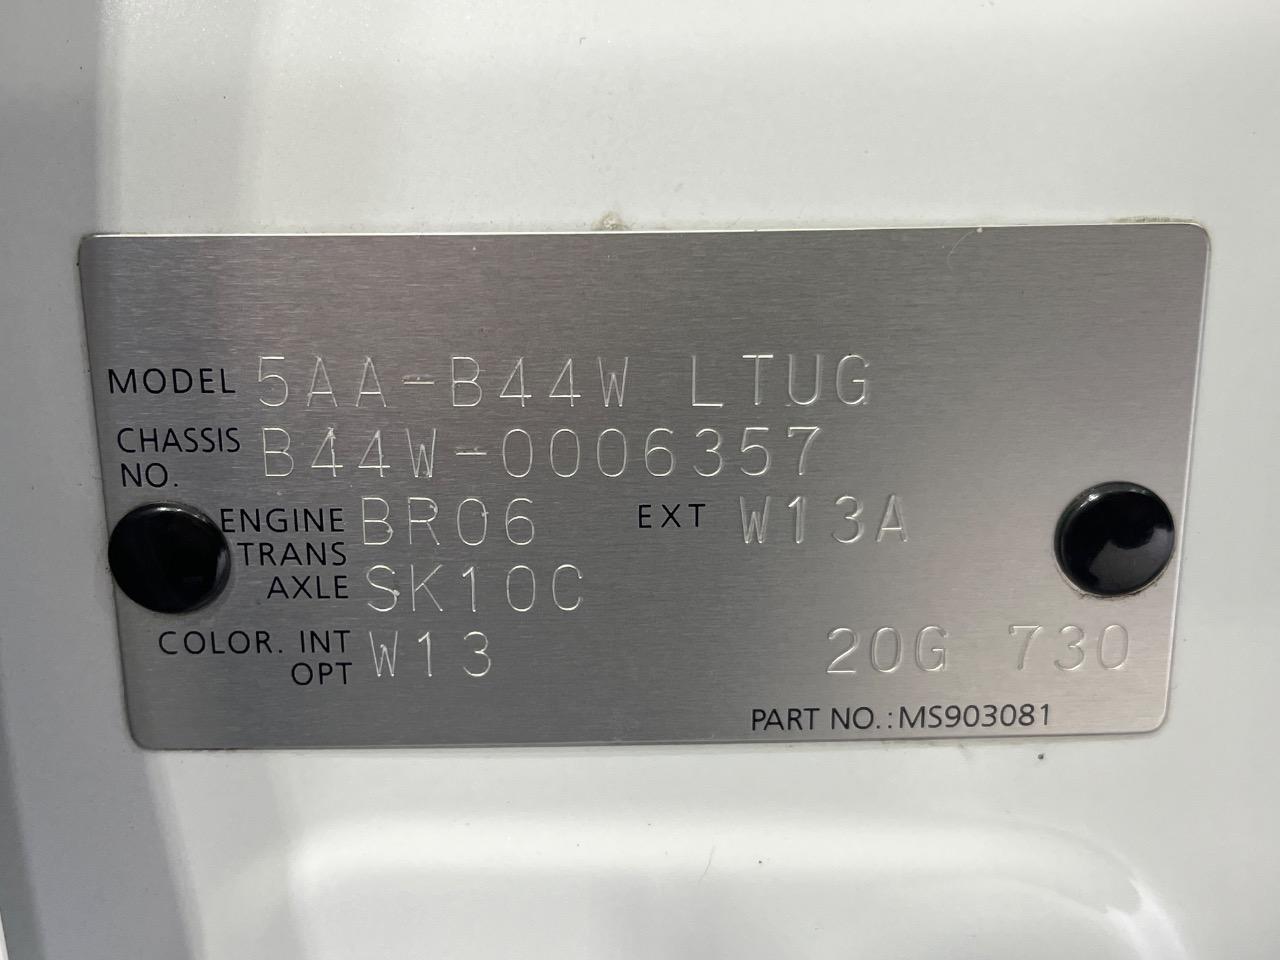 MODEL 5AA-B44W LTUG
CHASSIS NO. B44W-0006357
ENGINE BR06 EXT W13A
TRANS AXLE SK10C
COLOR. INT OPT W13 20G 730
PART NO.:MS903081